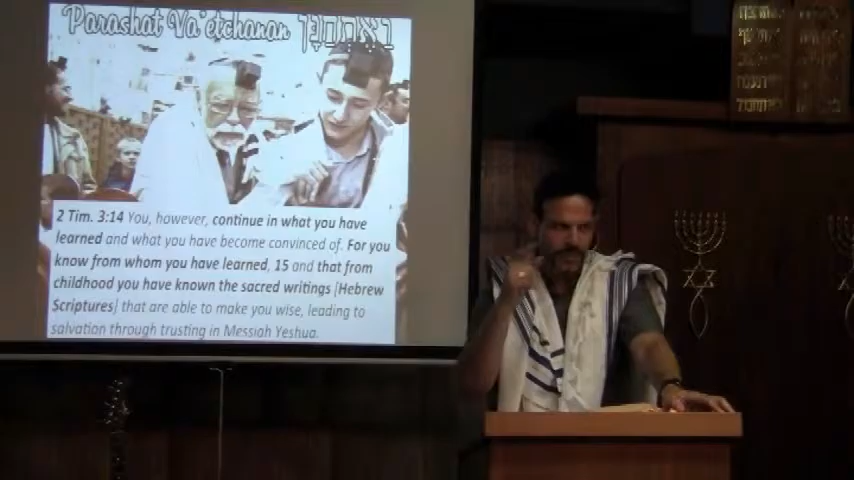 Parashat Va'etchanan וָאֶתְחַנַּן
2 Tim. 3:14 You, however, continue in what you have
learned and what you have become convinced of. For you
know from whom you have learned, 15 and that from
childhood you have known the sacred writings [Hebrew
Scriptures] that are able to make you wise, leading to
salvation through trusting in Messiah Yeshua.